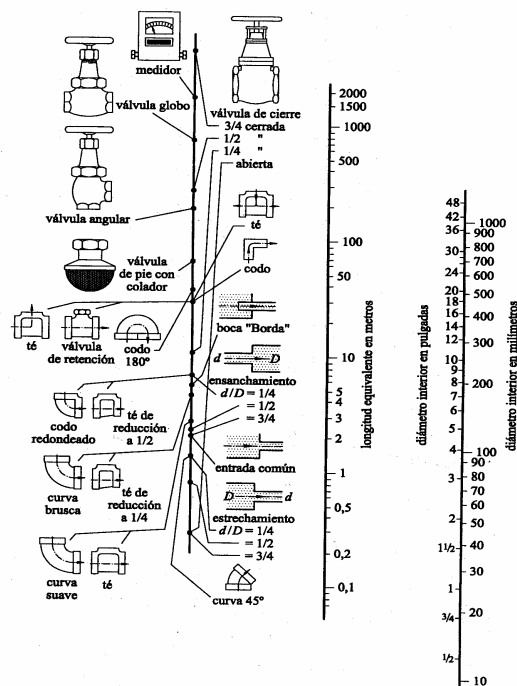 medidor
válvula globo
válvula de cierre
3/4 cerrada
1/2 "
1/4 "
abierta
válvula angular
té
válvula
de pie con
colador
codo
té
válvula
de retención
codo
180°
boca "Borda"
d
D
ensanchamiento
d/D = 1/4
= 1/2
= 3/4
codo
redondeado
té de
reducción
a 1/2
entrada común
curva
brusca
té de
reducción
a 1/4
D
d
estrechamiento
d/D = 1/4
= 1/2
= 3/4
curva
suave
té
curva 45°
2000
1500
1000
500
100
50
10
5
4
3
2
1
0,5
0,2
0,1
longitud equivalente en metros
diámetro interior en pulgadas
48
42
36
30
24
20
18
16
14
12
10
9
8
7
6
5
4
3
2
1½
1
3/4
1/2
1000
900
800
700
600
500
400
300
200
100
90
80
70
60
50
40
30
20
10
diámetro interior en milímetros